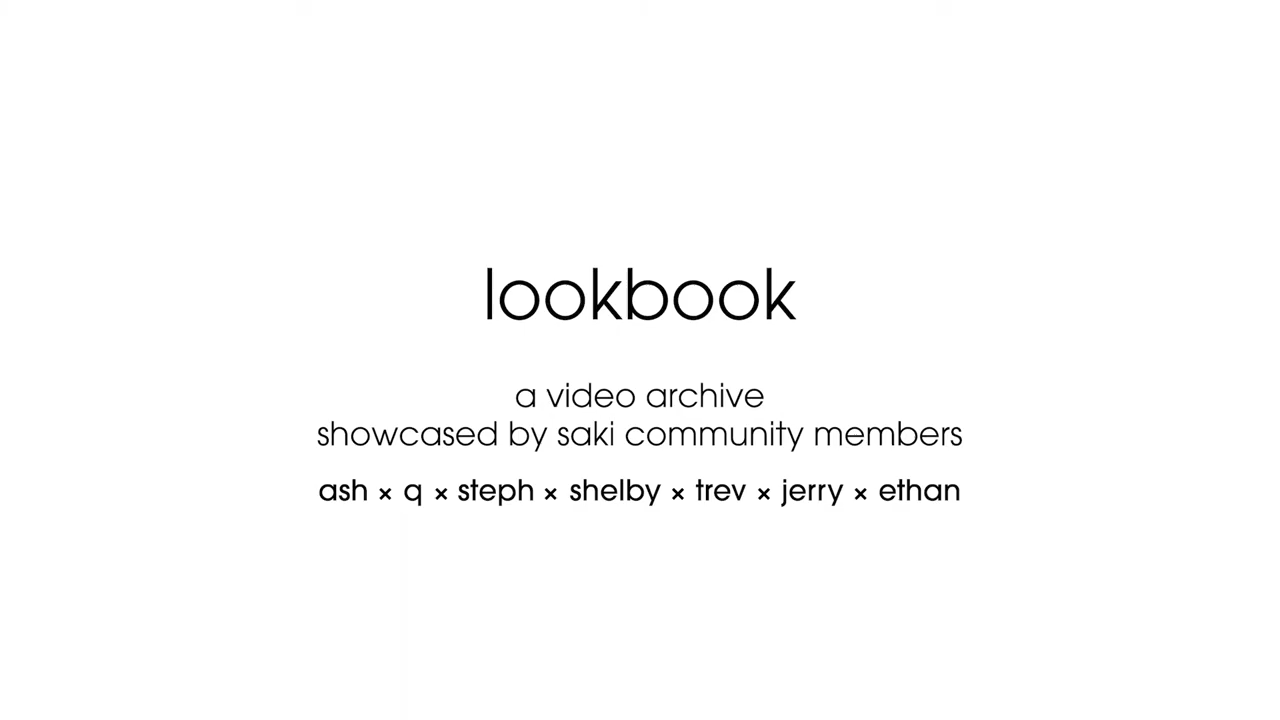 lookbook
a video archive
showcased by saki community members
ash × q × steph × shelby × trev × jerry × ethan